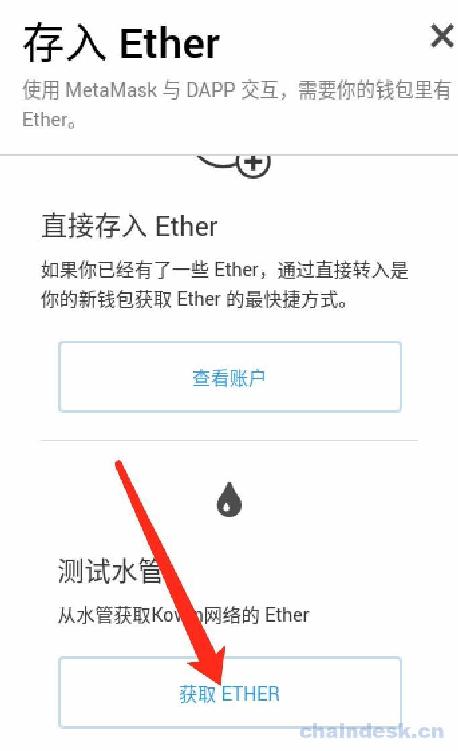 存入 Ether
使用 MetaMask 与 DAPP 交互，需要你的钱包里有
Ether。
直接存入 Ether
如果你已经有了一些 Ether，通过直接转入是
你的新钱包获取 Ether 的最快捷方式。
查看账户
测试水管
从水管获取Kovan网络的 Ether
获取 ETHER
chaindesk.cn